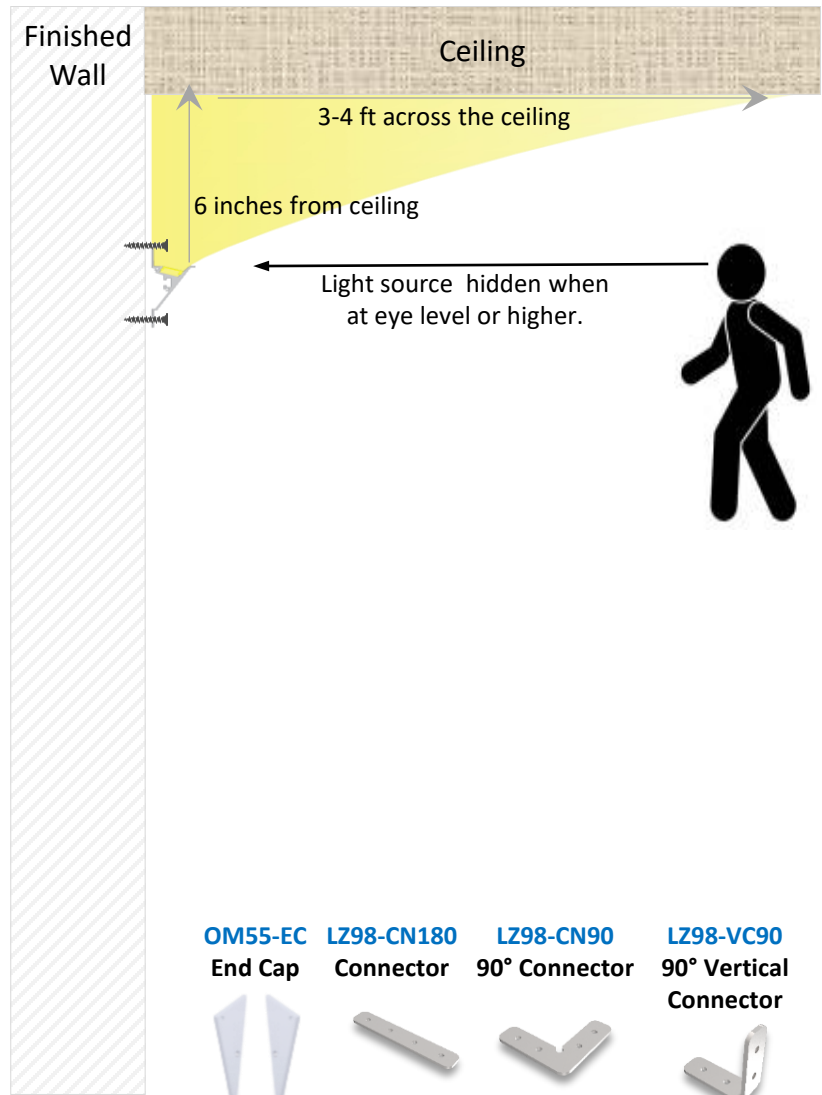 Finished
Wall
Ceiling
3-4 ft across the ceiling
6 inches from ceiling
Light source hidden when
at eye level or higher.
OM55-EC
End Cap
LZ98-CN180
Connector
LZ98-CN90
90° Connector
LZ98-VC90
90° Vertical
Connector